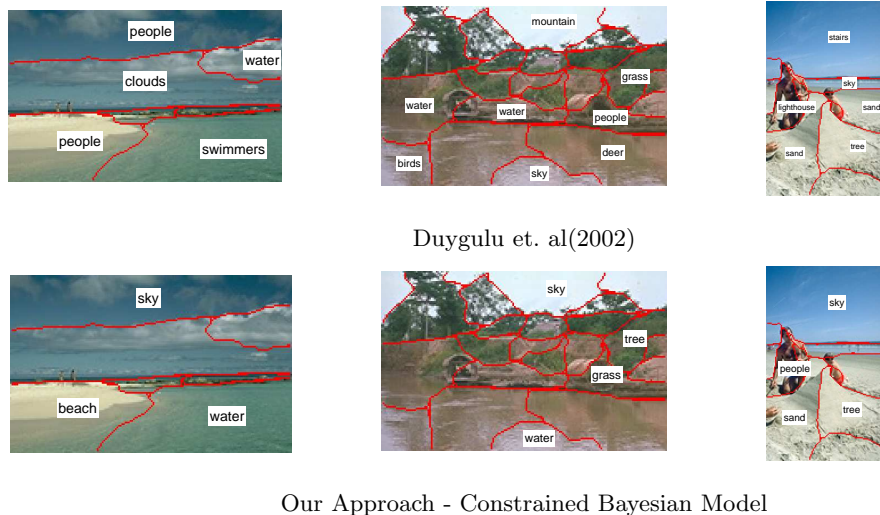 people
water
clouds
people
swimmers
mountain
grass
water
water
people
birds
deer
sky
stairs
sky
lighthouse
sand
sand
tree
Duygulu et. al(2002)
sky
beach
water
sky
tree
grass
water
sky
people
sand
tree
Our Approach - Constrained Bayesian Model